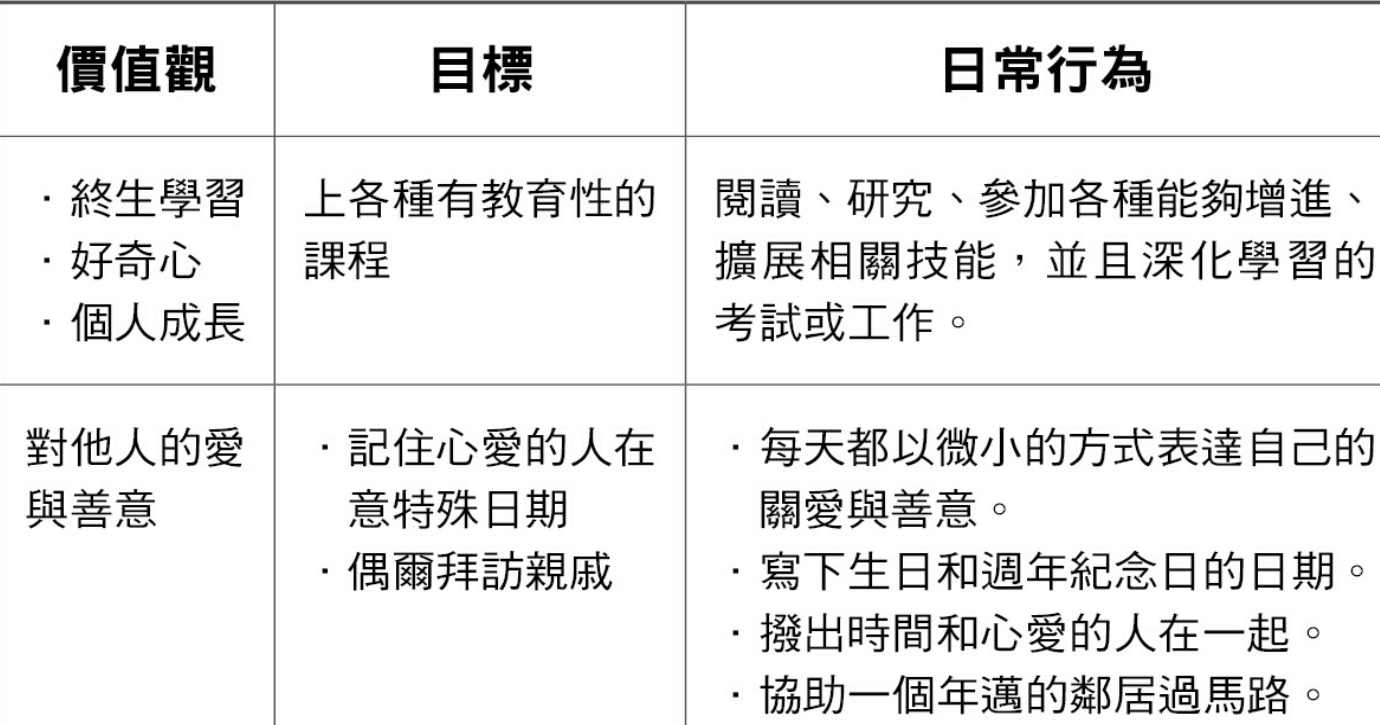 價值觀
目標
日常行為
·終生學習
·好奇心
·個人成長
上各種有教育性的
課程
閱讀、研究、參加各種能夠增進、
擴展相關技能，並且深化學習的
考試或工作。
對他人的愛
與善意
·記住心愛的人在
意特殊日期
·偶爾拜訪親戚
·每天都以微小的方式表達自己的
關愛與善意。
·寫下生日和週年紀念日的日期。
·撥出時間和心愛的人在一起。
·協助一個年邁的鄰居過馬路。